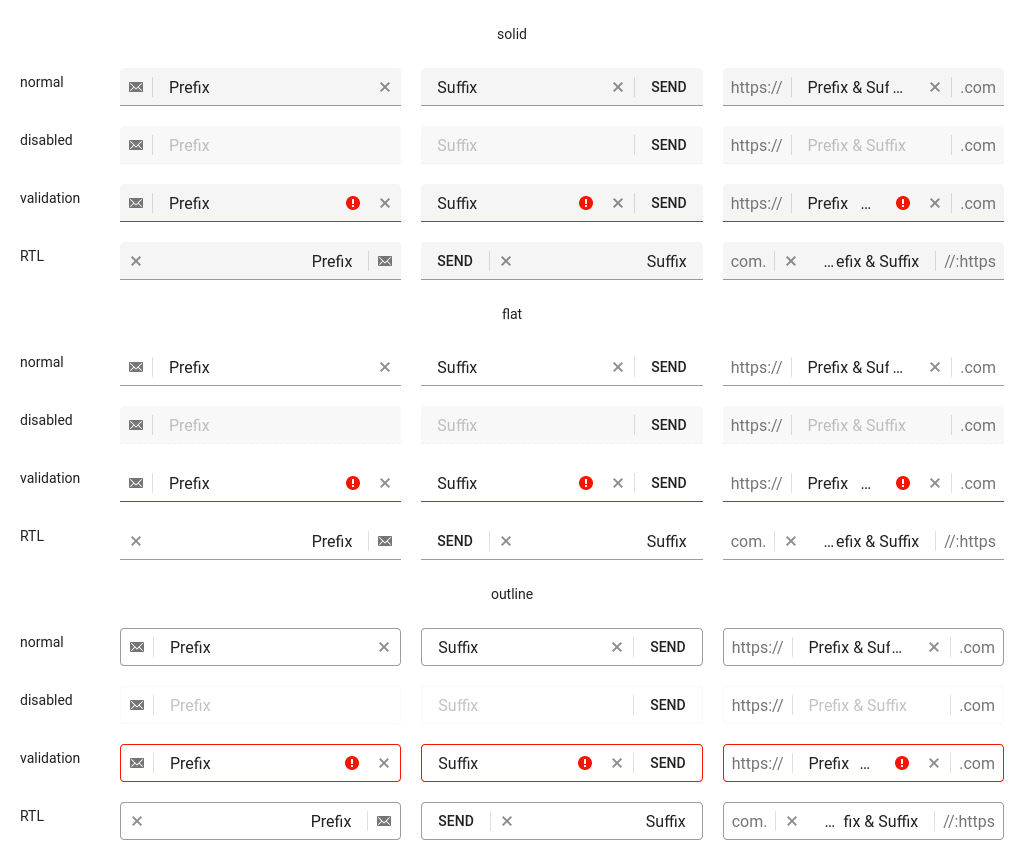 solid
normal Prefix Suffix SEND https:// Prefix & Suf … .com
disabled Prefix Suffix SEND https:// Prefix & Suffix .com
validation Prefix Suffix SEND https:// Prefix … .com
RTL Prefix SEND Suffix com. …efix & Suffix //:https
flat
normal Prefix Suffix SEND https:// Prefix & Suf … .com
disabled Prefix Suffix SEND https:// Prefix & Suffix .com
validation Prefix Suffix SEND https:// Prefix … .com
RTL Prefix SEND Suffix com. …efix & Suffix //:https
outline
normal Prefix Suffix SEND https:// Prefix & Suf… .com
disabled Prefix Suffix SEND https:// Prefix & Suffix .com
validation Prefix Suffix SEND https:// Prefix … .com
RTL Prefix SEND Suffix com. … fix & Suffix //:https